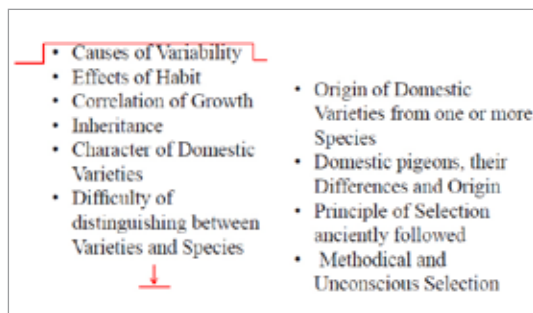 • Causes of Variability
• Effects of Habit
• Correlation of Growth
• Inheritance
• Character of Domestic
Varieties
• Difficulty of
distinguishing between
Varieties and Species
• Origin of Domestic
Varieties from one or more
Species
• Domestic pigeons, their
Differences and Origin
• Principle of Selection
anciently followed
• Methodical and
Unconscious Selection